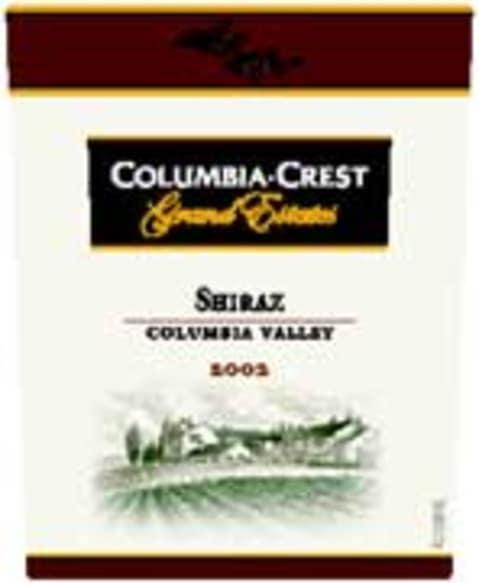 COLUMBIA·CREST
Grand Estates
SHIRAZ
COLUMBIA VALLEY
2002